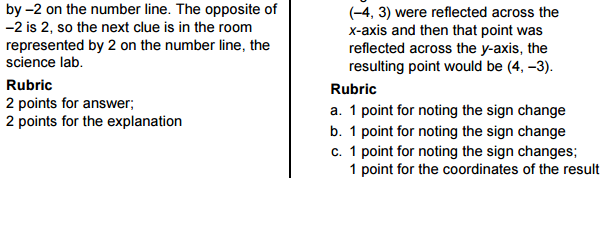 by –2 on the number line. The opposite of
–2 is 2, so the next clue is in the room
represented by 2 on the number line, the
science lab.
Rubric
2 points for answer;
2 points for the explanation
(–4, 3) were reflected across the
x-axis and then that point was
reflected across the y-axis, the
resulting point would be (4, –3).
Rubric
a. 1 point for noting the sign change
b. 1 point for noting the sign change
c. 1 point for noting the sign changes;
1 point for the coordinates of the result